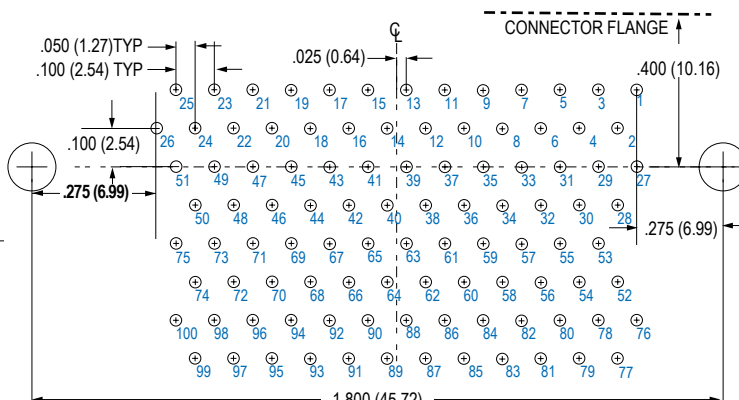 CONNECTOR FLANGE
.050 (1.27)TYP
.100 (2.54) TYP
℄
.025 (0.64)
.400 (10.16)
25 23 21 19 17 15 13 11 9 7 5 3 1
.100 (2.54)
26 24 22 20 18 16 14 12 10 8 6 4 2
51 49 47 45 43 41 39 37 35 33 31 29 27
.275 (6.99)
50 48 46 44 42 40 38 36 34 32 30 28
.275 (6.99)
75 73 71 69 67 65 63 61 59 57 55 53
74 72 70 68 66 64 62 60 58 56 54 52
100 98 96 94 92 90 88 86 84 82 80 78 76
99 97 95 93 91 89 87 85 83 81 79 77
1.800 (45.72)